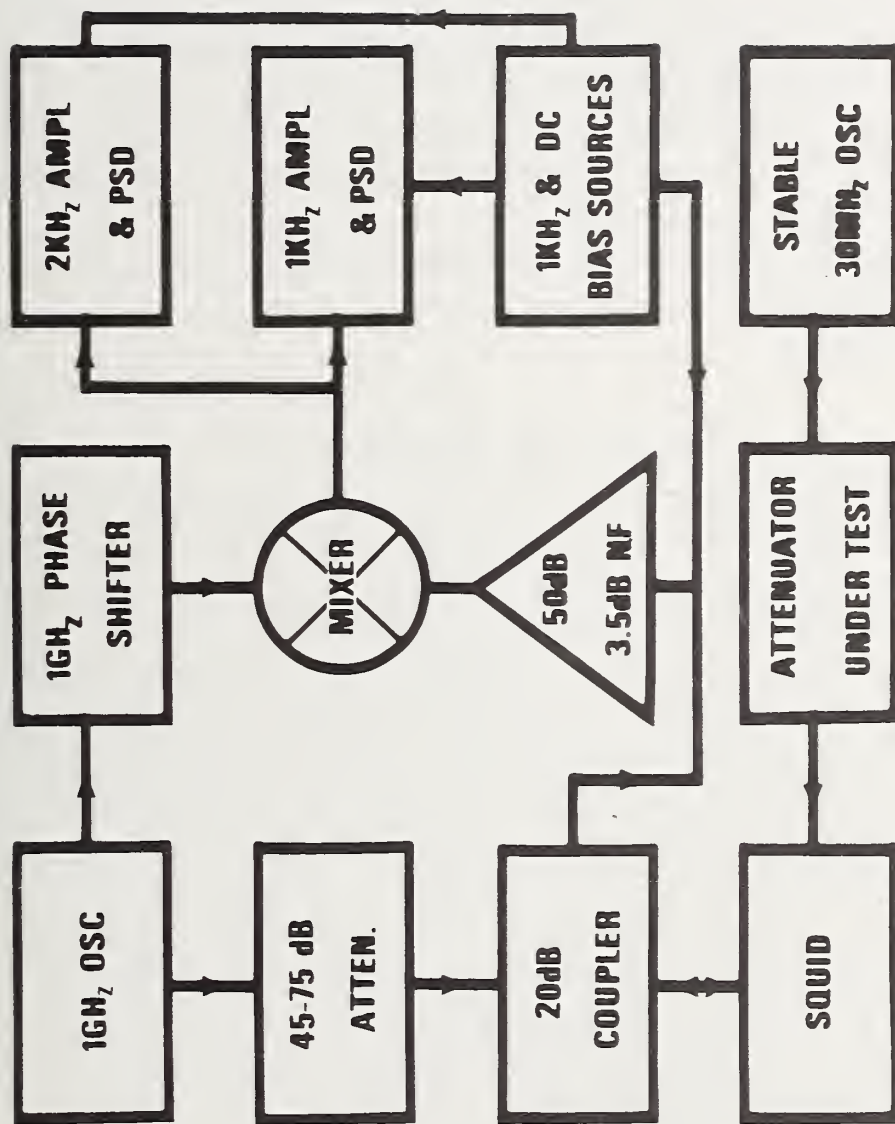 1GHz OSC
1GHz PHASE
SHIFTER
2KHz AMPL
& PSD
45-75 dB
ATTEN.
MIXER
1KHz AMPL
& PSD
20dB
COUPLER
50dB
3.5dB NF
1KHz & DC
BIAS SOURCES
SQUID
ATTENUATOR
UNDER TEST
STABLE
30MHz OSC